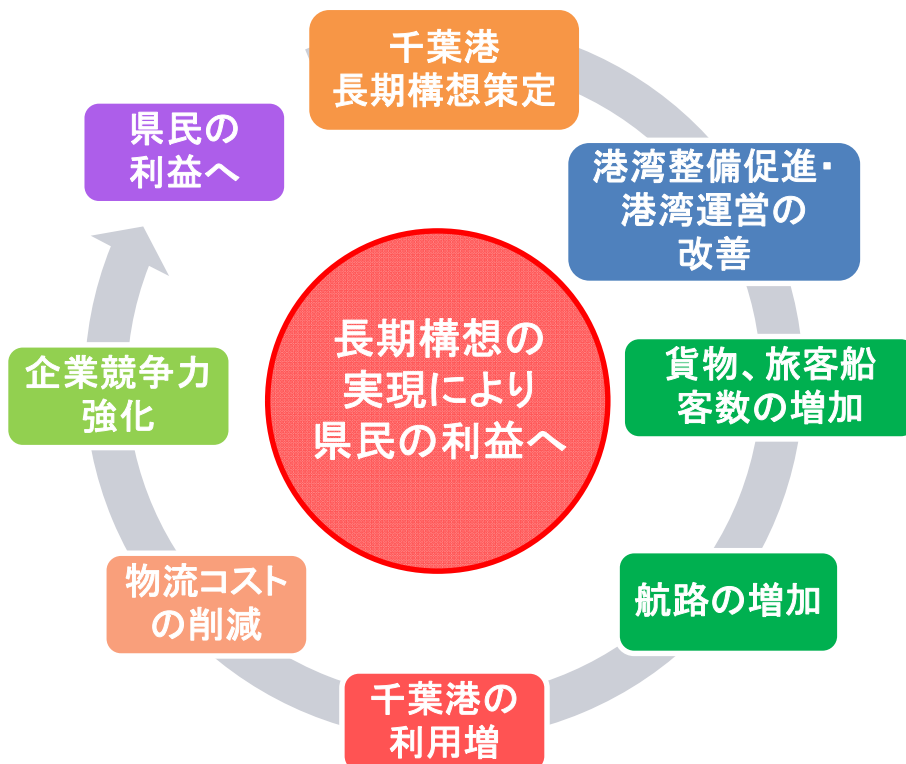 千葉港
長期構想策定
港湾整備促進・
港湾運営の
改善
貨物、旅客船
客数の増加
航路の増加
千葉港の
利用増
物流コスト
の削減
企業競争力
強化
県民の
利益へ
長期構想の
実現により
県民の利益へ